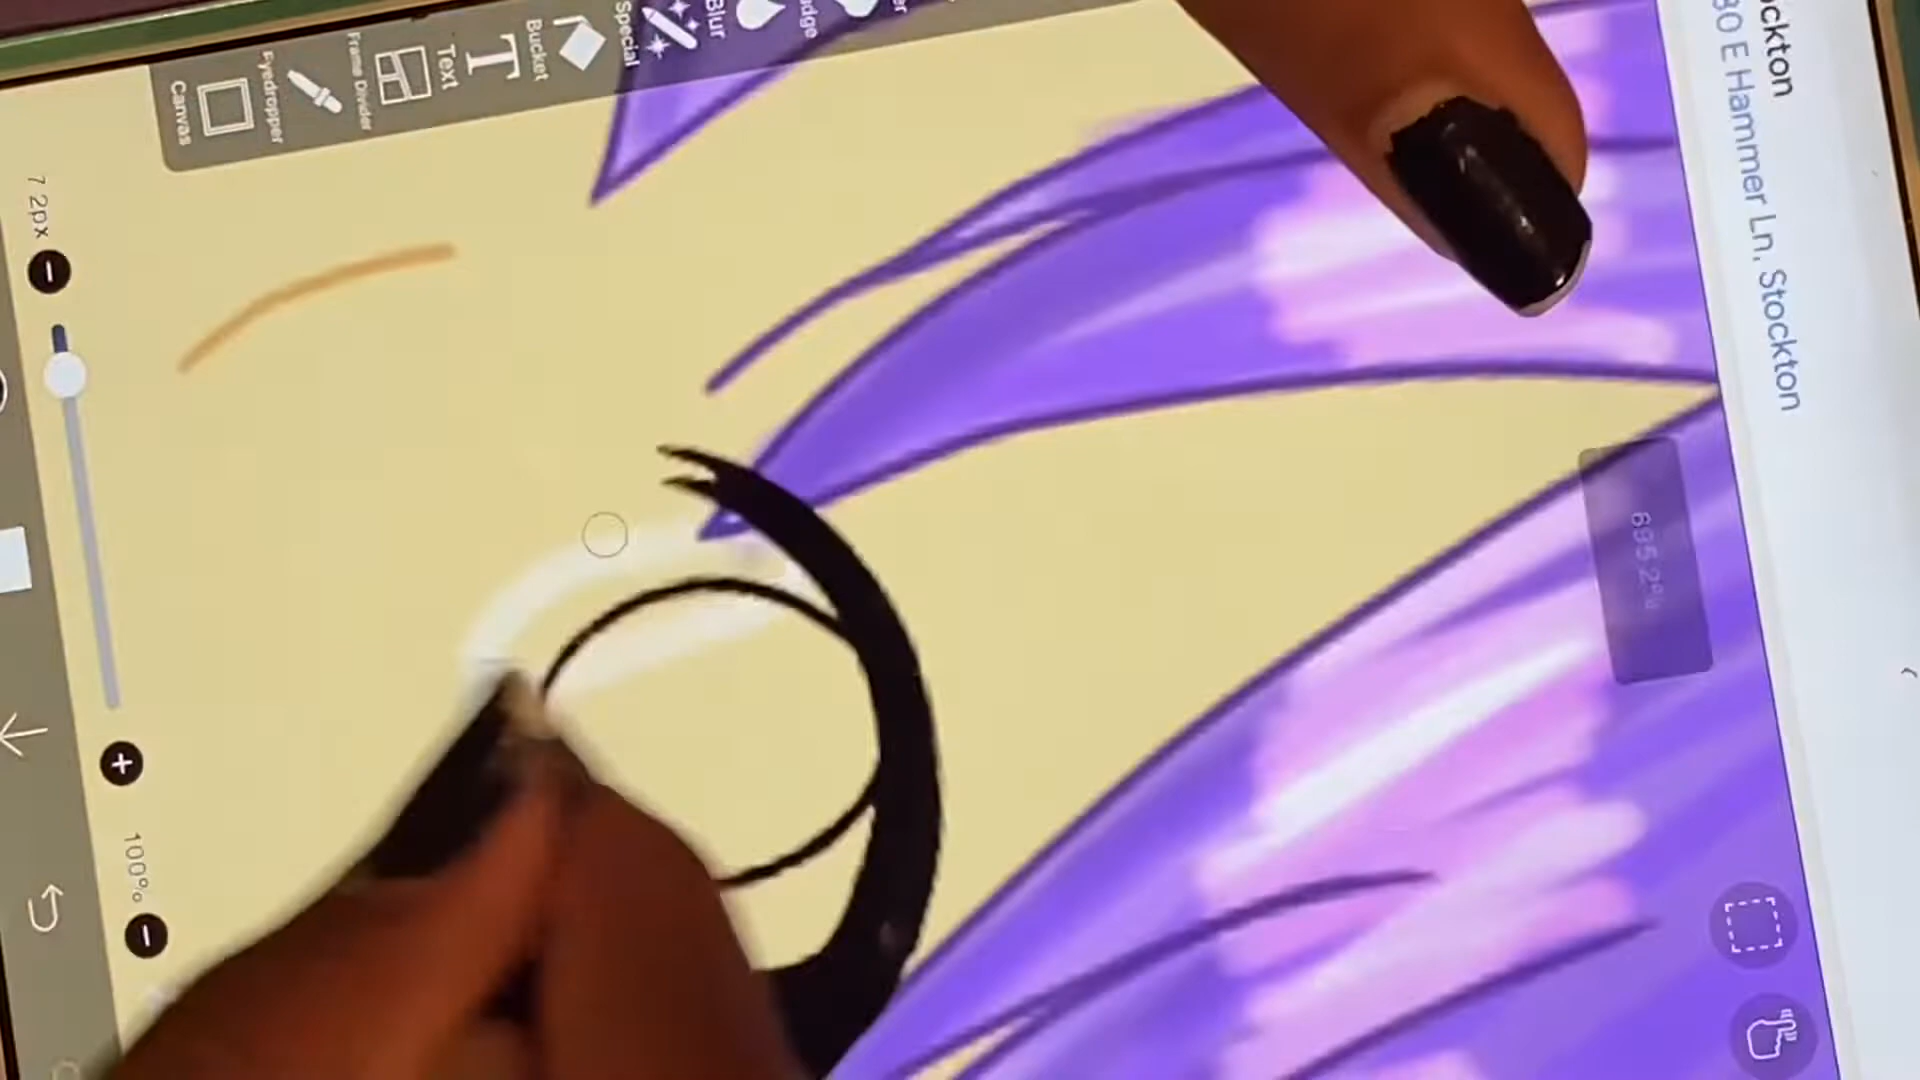 ckton
30 E Hammer Ln, Stockton
Blur
Special
Bucket
Text
Frame Divider
Eyedropper
Canvas
7.2px
100%
695.2%